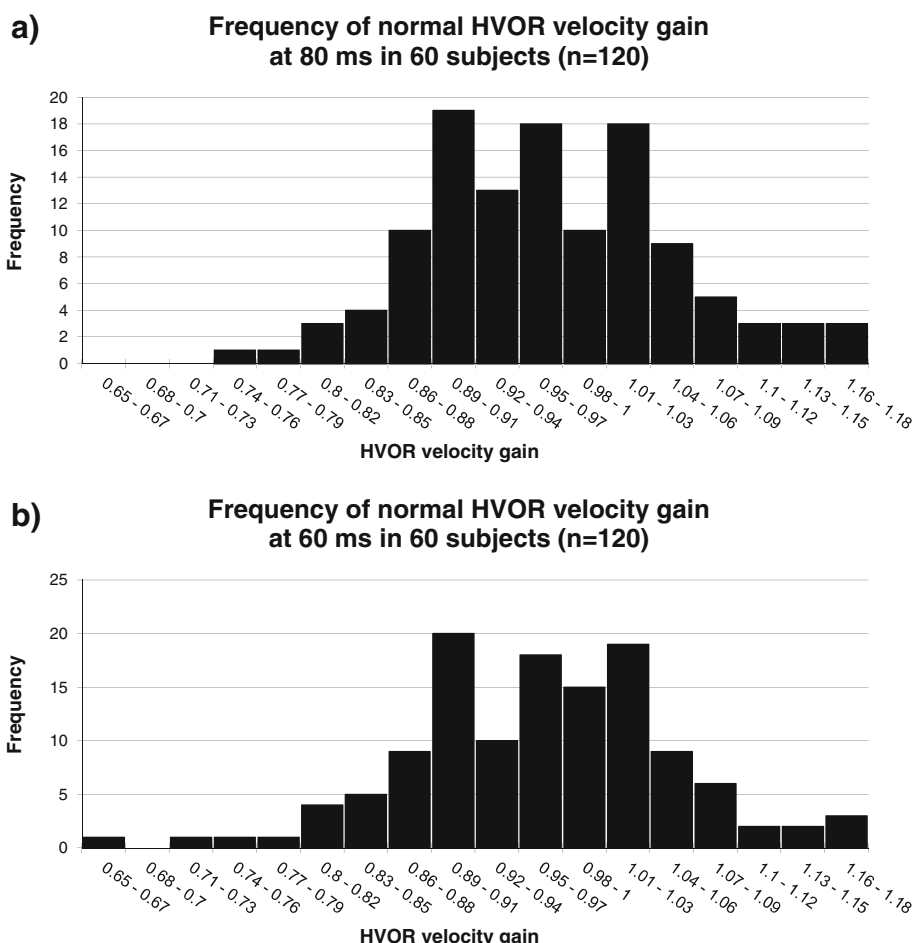 a)
Frequency of normal HVOR velocity gain
at 80 ms in 60 subjects (n=120)
Frequency
20
18
16
14
12
10
8
6
4
2
0
0.65 - 0.67
0.68 - 0.7
0.71 - 0.73
0.74 - 0.76
0.77 - 0.79
0.8 - 0.82
0.83 - 0.85
0.86 - 0.88
0.89 - 0.91
0.92 - 0.94
0.95 - 0.97
0.98 - 1
1.01 - 1.03
1.04 - 1.06
1.07 - 1.09
1.1 - 1.12
1.13 - 1.15
1.16 - 1.18
HVOR velocity gain
b)
Frequency of normal HVOR velocity gain
at 60 ms in 60 subjects (n=120)
Frequency
25
20
15
10
5
0
0.65 - 0.67
0.68 - 0.7
0.71 - 0.73
0.74 - 0.76
0.77 - 0.79
0.8 - 0.82
0.83 - 0.85
0.86 - 0.88
0.89 - 0.91
0.92 - 0.94
0.95 - 0.97
0.98 - 1
1.01 - 1.03
1.04 - 1.06
1.07 - 1.09
1.1 - 1.12
1.13 - 1.15
1.16 - 1.18
HVOR velocity gain